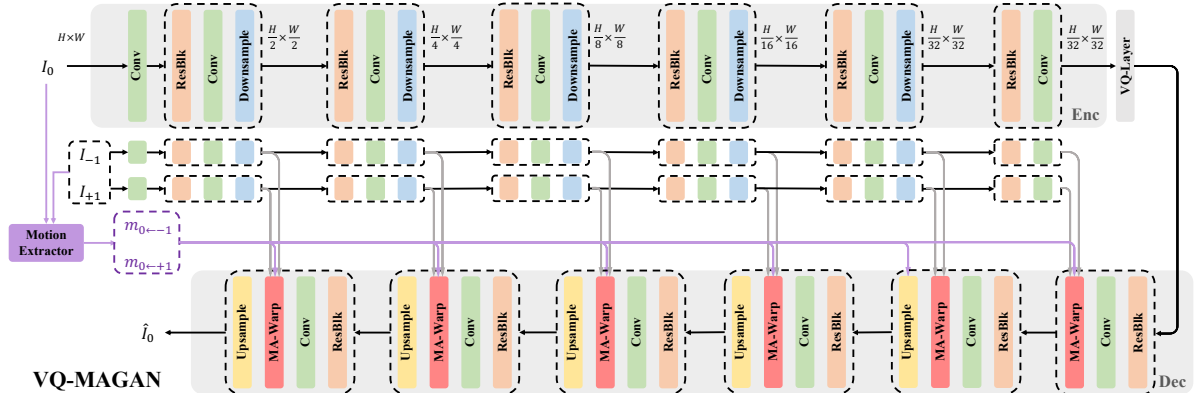 H×W
H/2 × W/2
H/4 × W/4
H/8 × W/8
H/16 × W/16
H/32 × W/32
H/32 × W/32
I₀
Conv
ResBlk
Conv
Downsample
ResBlk
Conv
Downsample
ResBlk
Conv
Downsample
ResBlk
Conv
Downsample
ResBlk
Conv
Downsample
ResBlk
Conv
VQ-Layer
Enc
I₋₁
I₊₁
Motion
Extractor
m₀←₋₁
m₀←₊₁
Î₀
Upsample
MA-Warp
Conv
ResBlk
Upsample
MA-Warp
Conv
ResBlk
Upsample
MA-Warp
Conv
ResBlk
Upsample
MA-Warp
Conv
ResBlk
Upsample
MA-Warp
Conv
ResBlk
MA-Warp
Conv
ResBlk
VQ-MAGAN
Dec